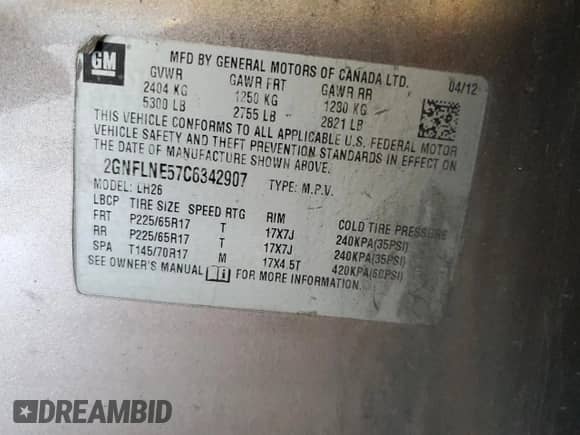 GM
MFD BY GENERAL MOTORS OF CANADA LTD.
04/12
GVWR GAWR FRT GAWR RR
2404 KG 1250 KG 1280 KG
5300 LB 2755 LB 2821 LB
THIS VEHICLE CONFORMS TO ALL APPLICABLE U.S. FEDERAL MOTOR
VEHICLE SAFETY AND THEFT PREVENTION STANDARDS IN EFFECT ON
THE DATE OF MANUFACTURE SHOWN ABOVE.
2GNFLNE57C6342907 TYPE: M.P.V.
MODEL: LH26
LBCP TIRE SIZE SPEED RTG RIM COLD TIRE PRESSURE
FRT P225/65R17 T 17X7J 240KPA(35PSI)
RR P225/65R17 T 17X7J 240KPA(35PSI)
SPA T145/70R17 M 17X4.5T 420KPA(60PSI)
SEE OWNER'S MANUAL FOR MORE INFORMATION.
DREAMBID